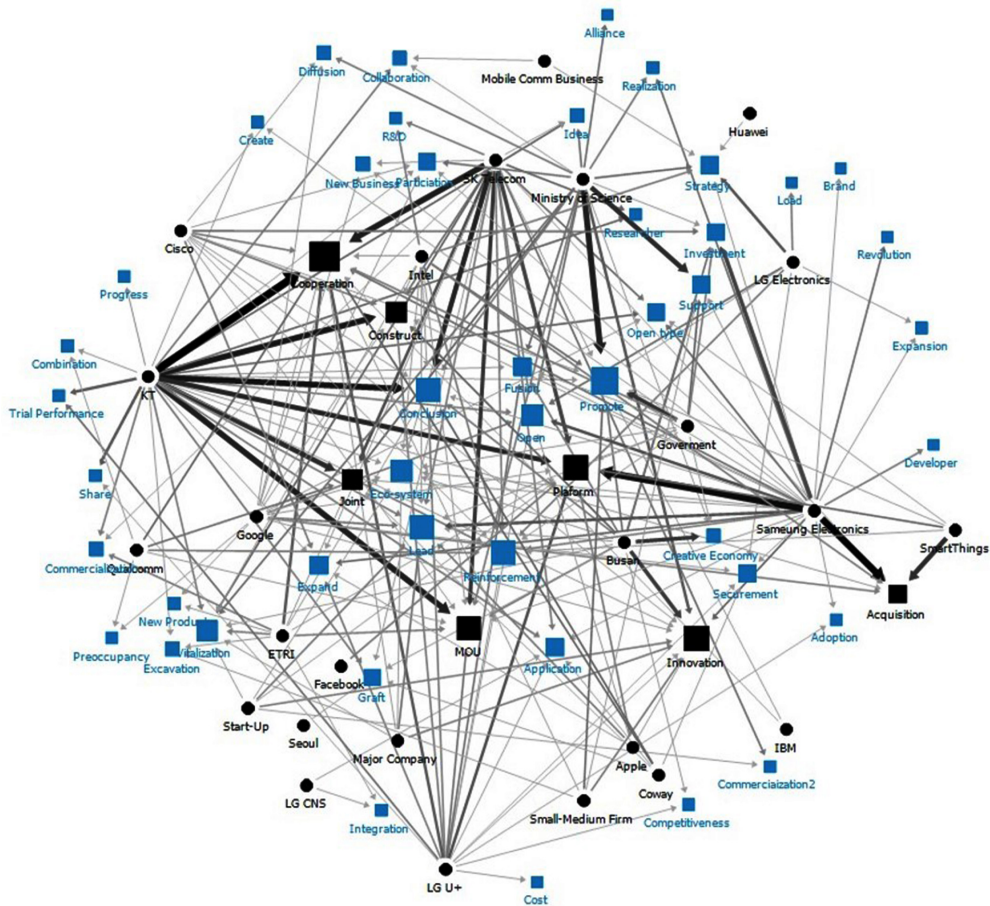 Alliance
Diffusion
Collaboration
Mobile Comm Business
Realization
Create
R&D
Idea
Huawei
New Business
Particiation
SK Telecom
Ministry of Science
Strategy
Load
Brand
Researcher
Cisco
Intel
Investment
Revolution
Cooperation
LG Electronics
Progress
Construct
Support
Open type
Expansion
Combination
KT
Fusion
Trial Performance
Conclusion
Promote
Open
Goverment
Developer
Share
Joint
Eco-system
Plaform
Google
Lead
Sameung Electronics
SmartThings
Qualcomm
Expand
Reinforcement
Busan
Creative Economy
Securement
Acquisition
New Product
Preoccupancy
Vitalization
Excavation
ETRI
MOU
Application
Innovation
Adoption
Facebook
Graft
Start-Up
Seoul
Major Company
Apple
IBM
LG CNS
Coway
Commerciaization2
Integration
Small-Medium Firm
Competitiveness
LG U+
Cost